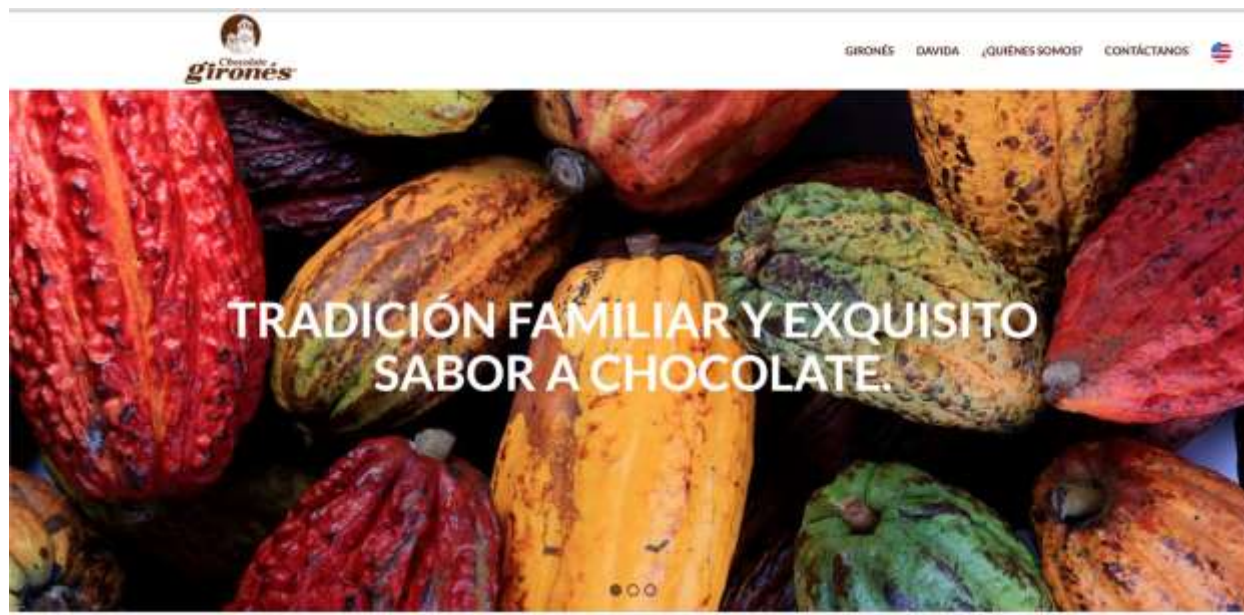 Chocolate
gironés
GIRONÉS DAVIDA ¿QUIÉNES SOMOS? CONTÁCTANOS
TRADICIÓN FAMILIAR Y EXQUISITO
SABOR A CHOCOLATE.